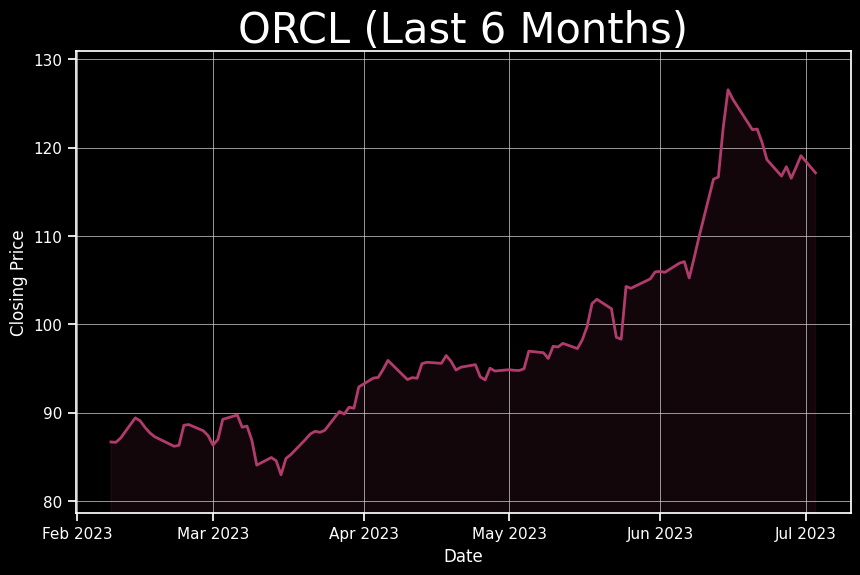 ORCL (Last 6 Months)
130
120
110
100
90
80
Closing Price
Feb 2023
Mar 2023
Apr 2023
May 2023
Jun 2023
Jul 2023
Date